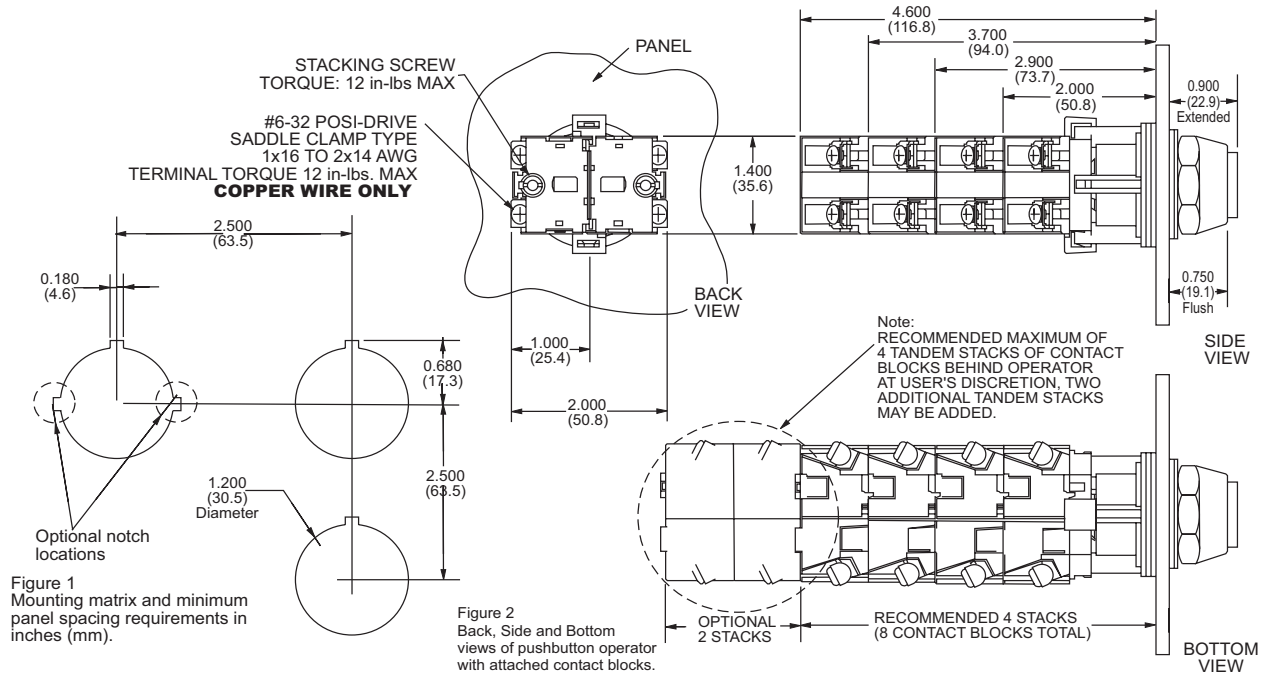 4.600
(116.8)
3.700
(94.0)
2.900
(73.7)
2.000
(50.8)
0.900
(22.9)
Extended
PANEL
STACKING SCREW
TORQUE: 12 in-lbs MAX
#6-32 POSI-DRIVE
SADDLE CLAMP TYPE
1x16 TO 2x14 AWG
TERMINAL TORQUE 12 in-lbs. MAX
COPPER WIRE ONLY
1.400
(35.6)
2.500
(63.5)
0.180
(4.6)
BACK
VIEW
0.750
(19.1)
Flush
SIDE
VIEW
1.000
(25.4)
2.000
(50.8)
0.680
(17.3)
Note:
RECOMMENDED MAXIMUM OF
4 TANDEM STACKS OF CONTACT
BLOCKS BEHIND OPERATOR
AT USER'S DISCRETION, TWO
ADDITIONAL TANDEM STACKS
MAY BE ADDED.
2.500
(63.5)
1.200
(30.5)
Diameter
Optional notch
locations
Figure 1
Mounting matrix and minimum
panel spacing requirements in
inches (mm).
Figure 2
Back, Side and Bottom
views of pushbutton operator
with attached contact blocks.
OPTIONAL
2 STACKS
RECOMMENDED 4 STACKS
(8 CONTACT BLOCKS TOTAL)
BOTTOM
VIEW